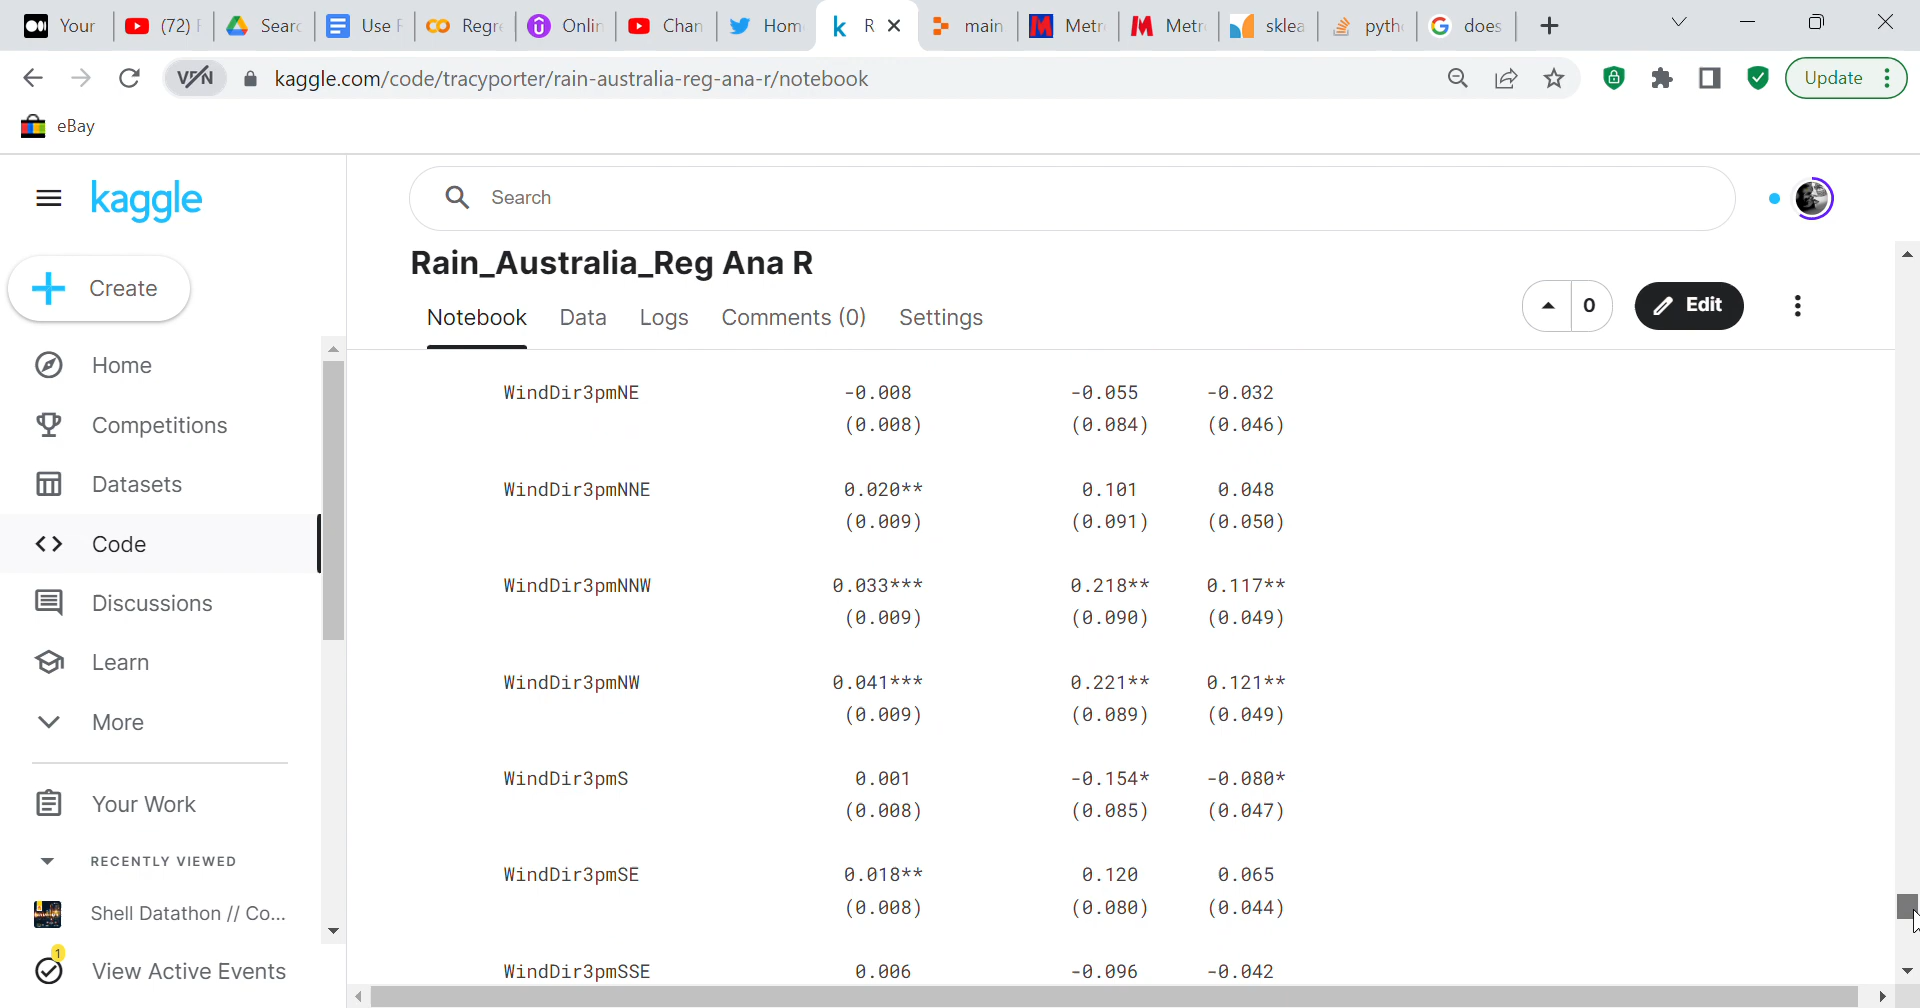 Your (72) Searc Use F Regre Onlin Chan Hom R main Metr Metr sklea pyth does
VPN kaggle.com/code/tracyporter/rain-australia-reg-ana-r/notebook Update
eBay
kaggle
Search
Create
Rain_Australia_Reg Ana R
Notebook Data Logs Comments (0) Settings
0 Edit
Home
Competitions
Datasets
Code
Discussions
Learn
More
Your Work
RECENTLY VIEWED
Shell Datathon // Co...
1
View Active Events
WindDir3pmNE -0.008 -0.055 -0.032
(0.008) (0.084) (0.046)
WindDir3pmNNE 0.020** 0.101 0.048
(0.009) (0.091) (0.050)
WindDir3pmNNW 0.033*** 0.218** 0.117**
(0.009) (0.090) (0.049)
WindDir3pmNW 0.041*** 0.221** 0.121**
(0.009) (0.089) (0.049)
WindDir3pmS 0.001 -0.154* -0.080*
(0.008) (0.085) (0.047)
WindDir3pmSE 0.018** 0.120 0.065
(0.008) (0.080) (0.044)
WindDir3pmSSE 0.006 -0.096 -0.042